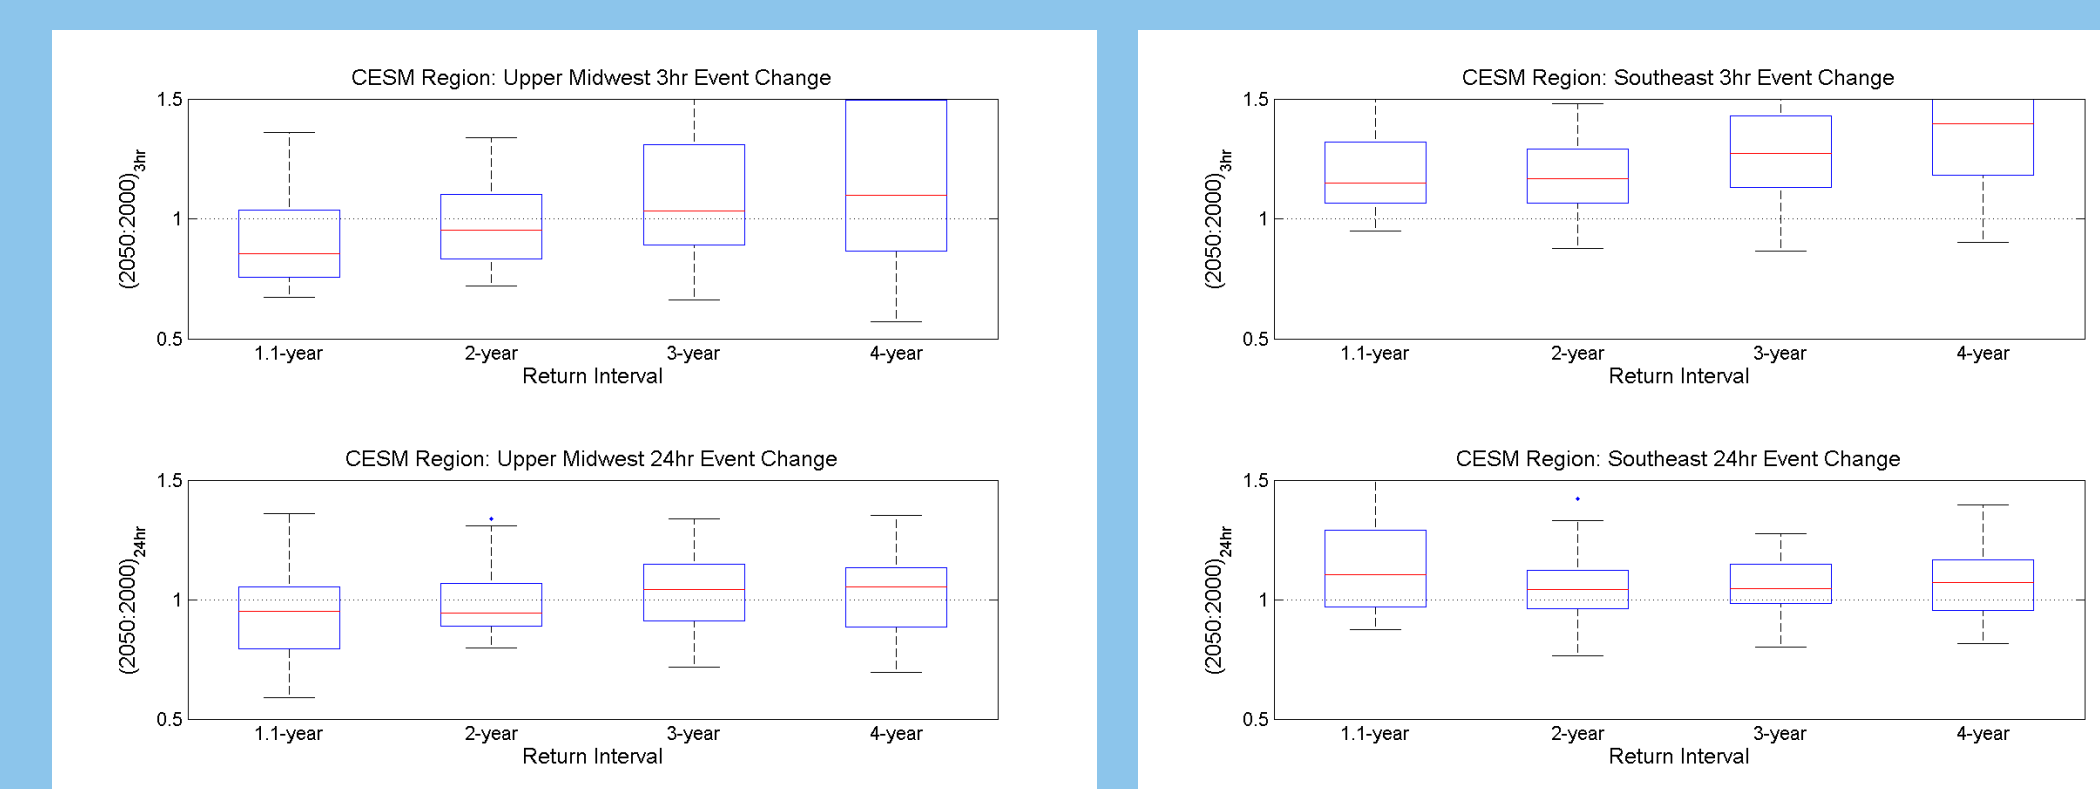 CESM Region: Upper Midwest 3hr Event Change
1.5
1
0.5
(2050:2000)3hr
1.1-year 2-year 3-year 4-year
Return Interval
CESM Region: Upper Midwest 24hr Event Change
1.5
1
0.5
(2050:2000)24hr
1.1-year 2-year 3-year 4-year
Return Interval
CESM Region: Southeast 3hr Event Change
1.5
1
0.5
(2050:2000)3hr
1.1-year 2-year 3-year 4-year
Return Interval
CESM Region: Southeast 24hr Event Change
1.5
1
0.5
(2050:2000)24hr
1.1-year 2-year 3-year 4-year
Return Interval